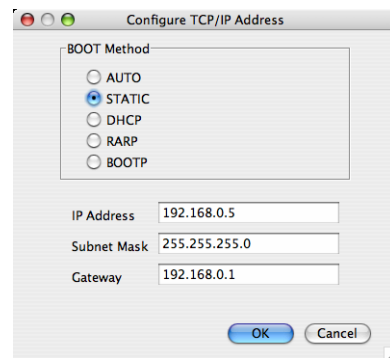 Configure TCP/IP Address
BOOT Method
AUTO
STATIC
DHCP
RARP
BOOTP
IP Address 192.168.0.5
Subnet Mask 255.255.255.0
Gateway 192.168.0.1
OK Cancel